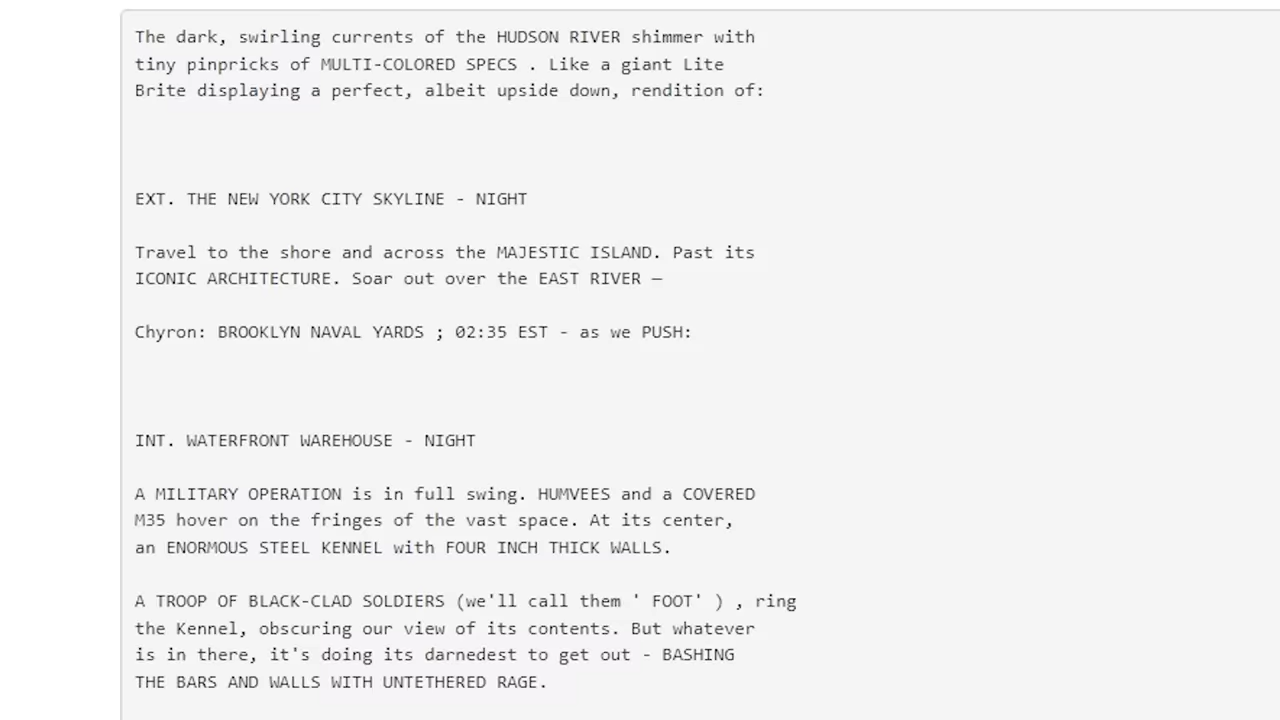 The dark, swirling currents of the HUDSON RIVER shimmer with
tiny pinpricks of MULTI-COLORED SPECS . Like a giant Lite
Brite displaying a perfect, albeit upside down, rendition of:
EXT. THE NEW YORK CITY SKYLINE - NIGHT
Travel to the shore and across the MAJESTIC ISLAND. Past its
ICONIC ARCHITECTURE. Soar out over the EAST RIVER —
Chyron: BROOKLYN NAVAL YARDS ; 02:35 EST - as we PUSH:
INT. WATERFRONT WAREHOUSE - NIGHT
A MILITARY OPERATION is in full swing. HUMVEES and a COVERED
M35 hover on the fringes of the vast space. At its center,
an ENORMOUS STEEL KENNEL with FOUR INCH THICK WALLS.
A TROOP OF BLACK-CLAD SOLDIERS (we'll call them ' FOOT' ) , ring
the Kennel, obscuring our view of its contents. But whatever
is in there, it's doing its darnedest to get out - BASHING
THE BARS AND WALLS WITH UNTETHERED RAGE.